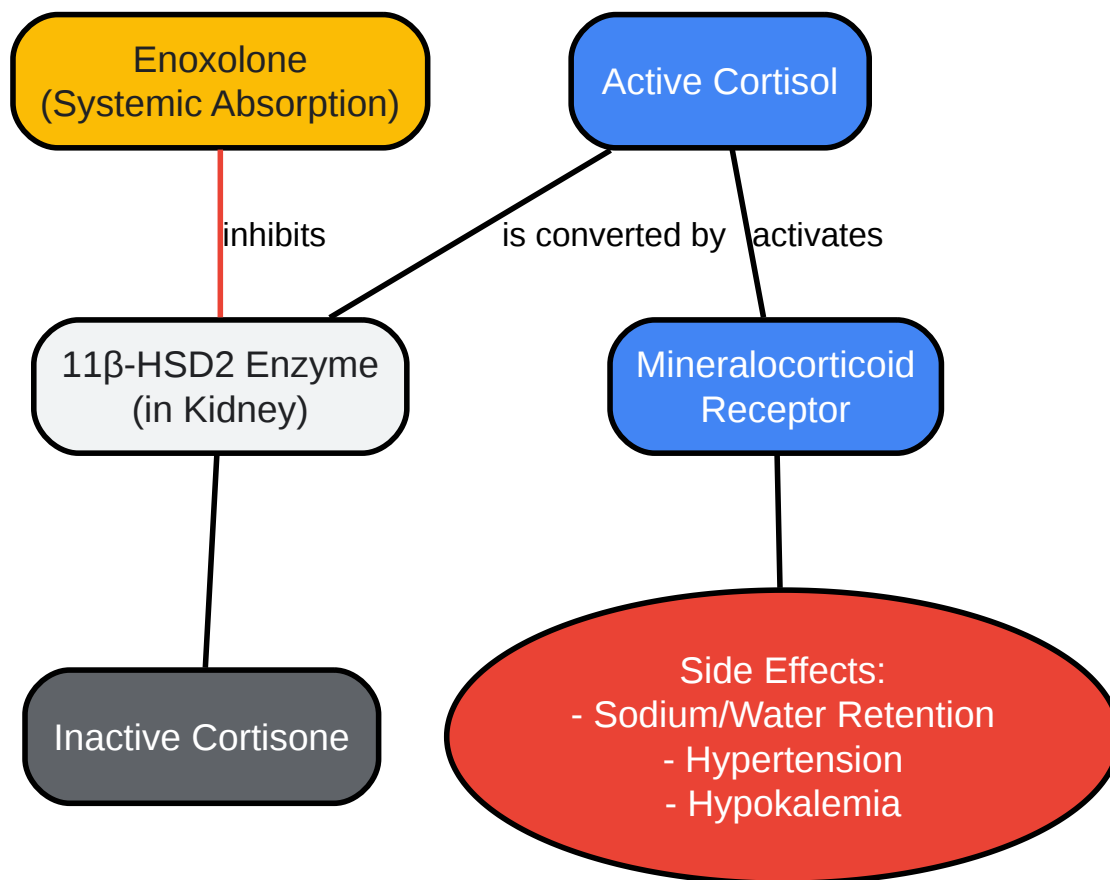 Enoxolone
(Systemic Absorption)
Active Cortisol
inhibits
is converted by
activates
11β-HSD2 Enzyme
(in Kidney)
Mineralocorticoid
Receptor
Inactive Cortisone
Side Effects:
- Sodium/Water Retention
- Hypertension
- Hypokalemia